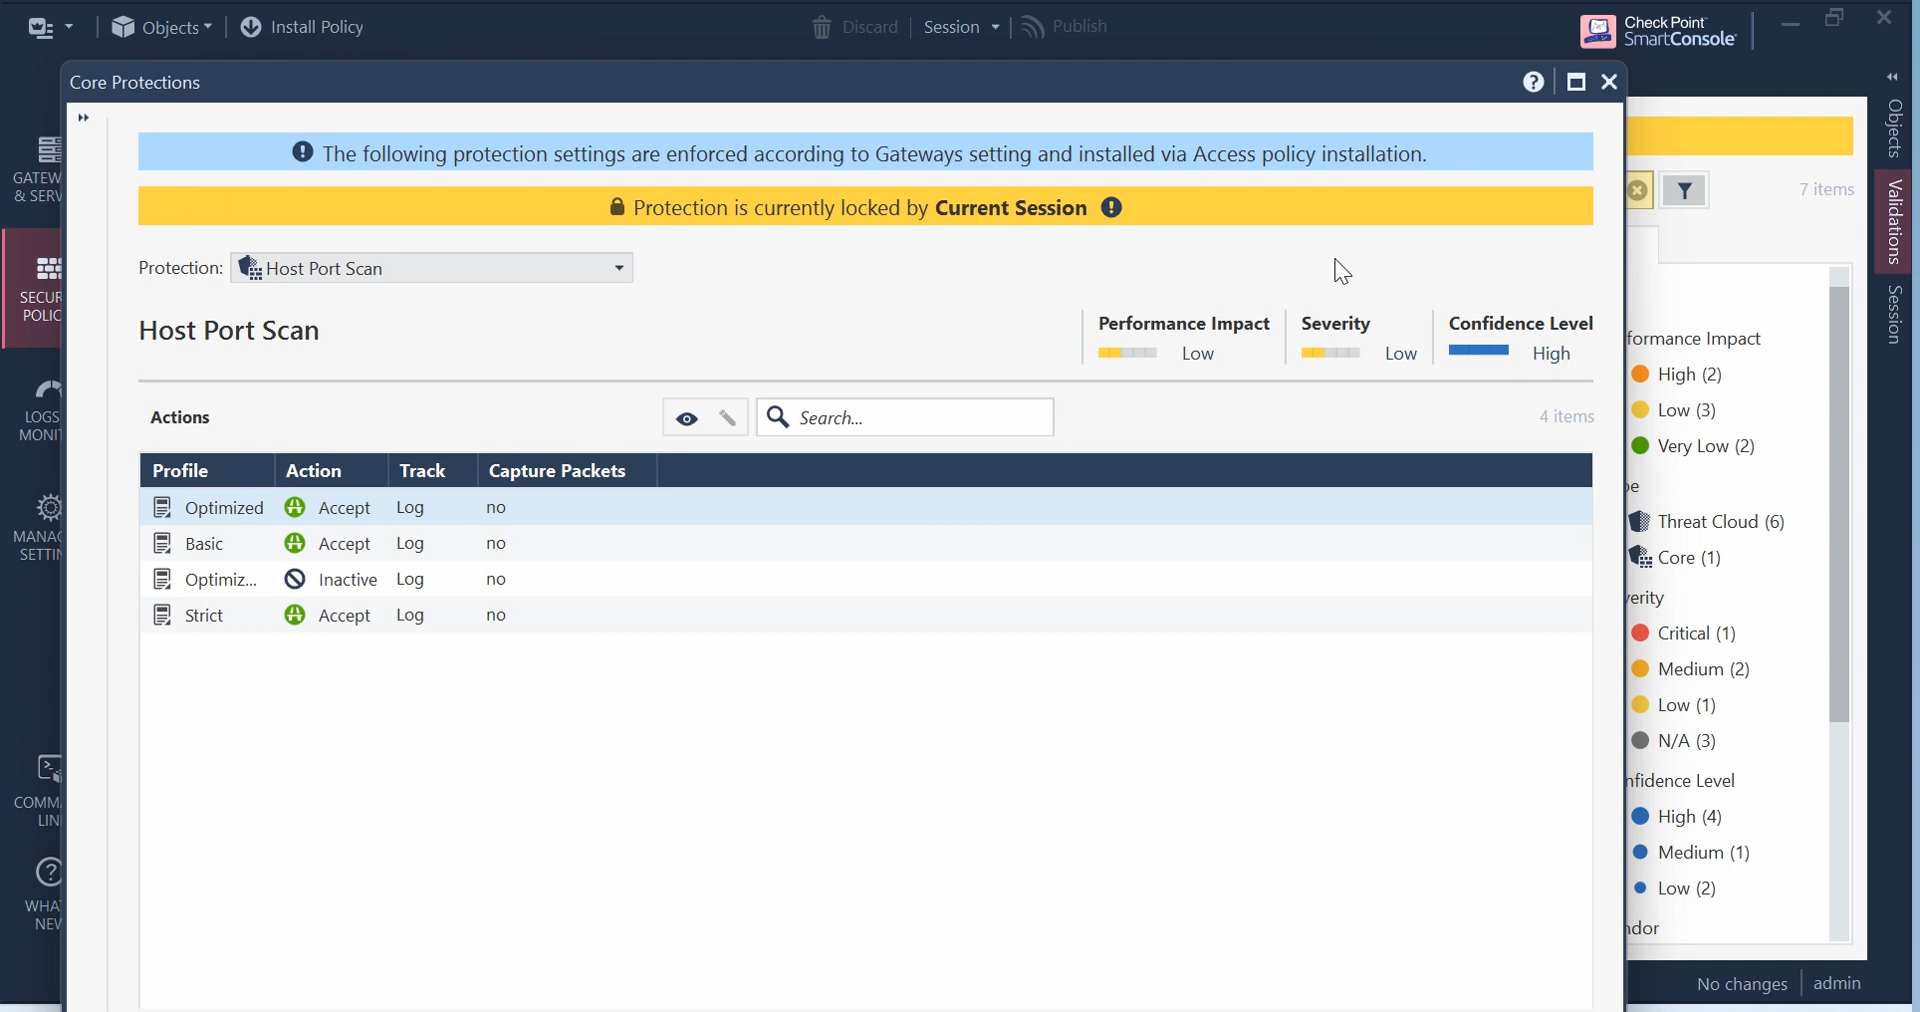 Objects
Install Policy
Discard
Session
Publish
Check Point
SmartConsole
Core Protections
The following protection settings are enforced according to Gateways setting and installed via Access policy installation.
Protection is currently locked by Current Session
Protection: Host Port Scan
Host Port Scan
Performance Impact
Low
Severity
Low
Confidence Level
High
Actions
Search...
4 items
Profile Action Track Capture Packets
Optimized Accept Log no
Basic Accept Log no
Optimiz... Inactive Log no
Strict Accept Log no
GATEW
& SERV
SECUR
POLIC
LOGS
MONIT
MANAG
SETTIN
COMM
LIN
WHA
NEW
7 items
formance Impact
High (2)
Low (3)
Very Low (2)
pe
Threat Cloud (6)
Core (1)
verity
Critical (1)
Medium (2)
Low (1)
N/A (3)
nfidence Level
High (4)
Medium (1)
Low (2)
ndor
Objects
Validations
Session
No changes
admin